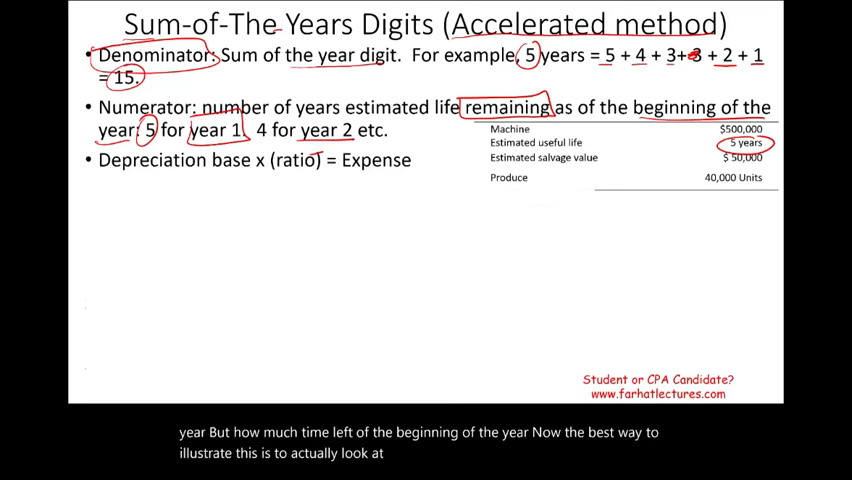 Sum-of-The Years Digits (Accelerated method)
• Denominator: Sum of the year digit. For example, 5 years = 5 + 4 + 3+ 3 + 2 + 1
= 15.
• Numerator: number of years estimated life remaining as of the beginning of the
year: 5 for year 1, 4 for year 2 etc.
Machine $500,000
Estimated useful life 5 years
Estimated salvage value $ 50,000
Produce 40,000 Units
• Depreciation base x (ratio) = Expense
Student or CPA Candidate?
www.farhatlectures.com
year But how much time left of the beginning of the year Now the best way to
illustrate this is to actually look at